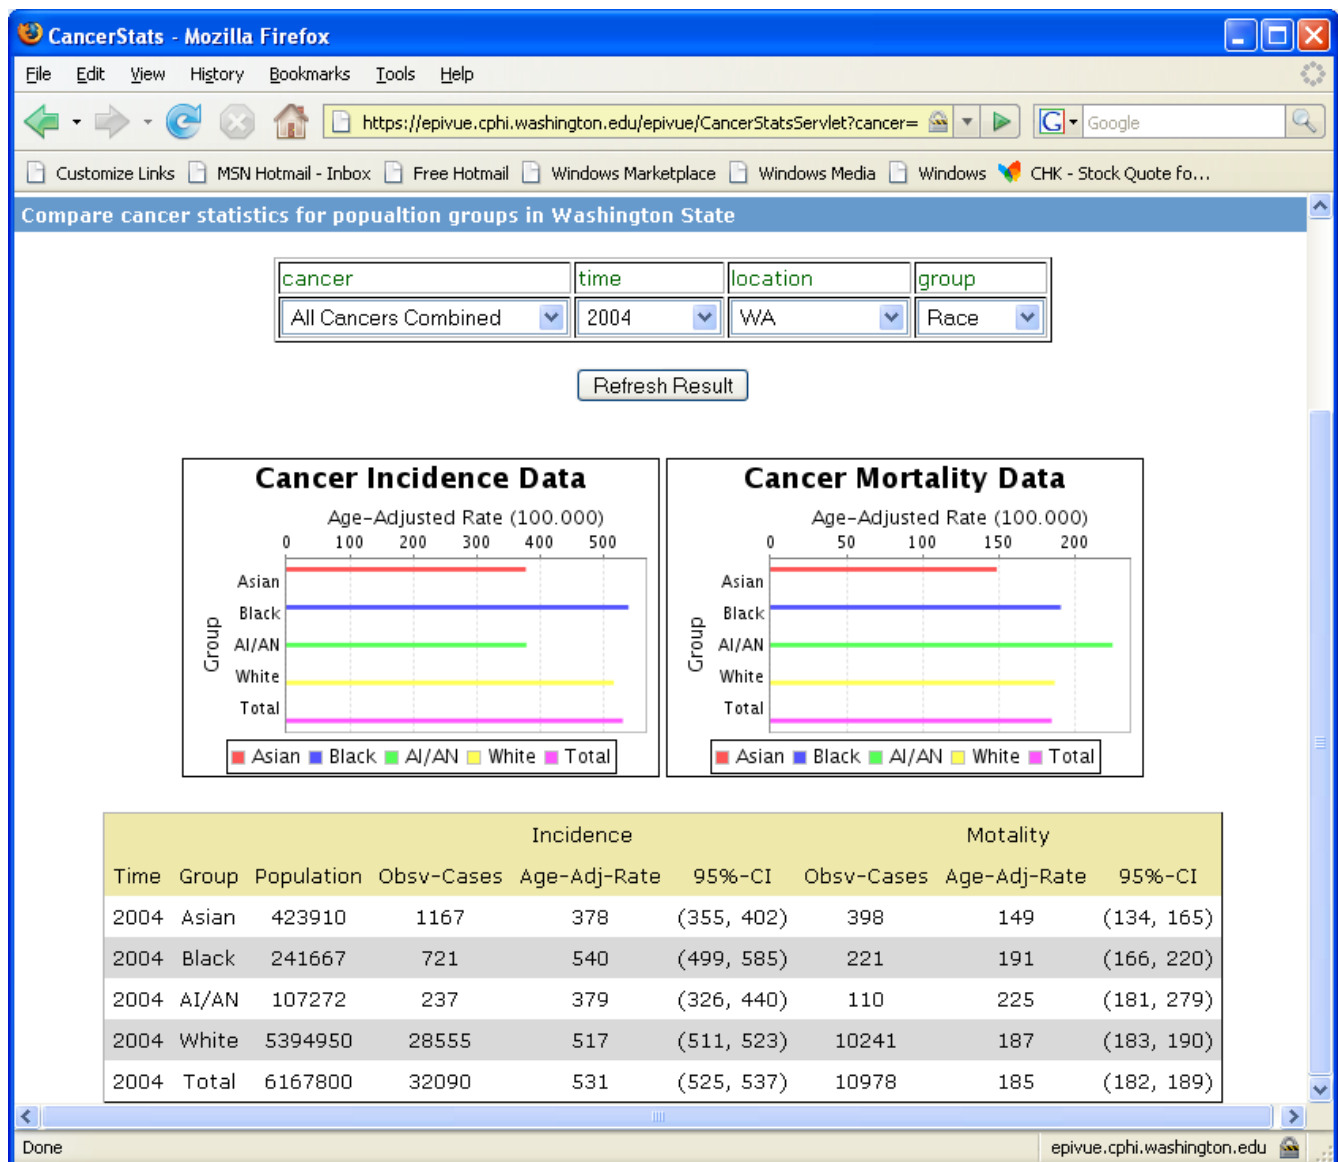 CancerStats - Mozilla Firefox
File Edit View History Bookmarks Tools Help
https://epivue.cphi.washington.edu/epivue/CancerStatsServlet?cancer= G Google
Customize Links MSN Hotmail - Inbox Free Hotmail Windows Marketplace Windows Media Windows CHK - Stock Quote fo...
Compare cancer statistics for popualtion groups in Washington State
cancer time location group
All Cancers Combined 2004 WA Race
Refresh Result
Cancer Incidence Data
Age-Adjusted Rate (100.000)
0 100 200 300 400 500
Group
Asian
Black
AI/AN
White
Total
Asian Black AI/AN White Total
Cancer Mortality Data
Age-Adjusted Rate (100.000)
0 50 100 150 200
Group
Asian
Black
AI/AN
White
Total
Asian Black AI/AN White Total
Incidence Motality
Time Group Population Obsv-Cases Age-Adj-Rate 95%-CI Obsv-Cases Age-Adj-Rate 95%-CI
2004 Asian 423910 1167 378 (355, 402) 398 149 (134, 165)
2004 Black 241667 721 540 (499, 585) 221 191 (166, 220)
2004 AI/AN 107272 237 379 (326, 440) 110 225 (181, 279)
2004 White 5394950 28555 517 (511, 523) 10241 187 (183, 190)
2004 Total 6167800 32090 531 (525, 537) 10978 185 (182, 189)
Done epivue.cphi.washington.edu